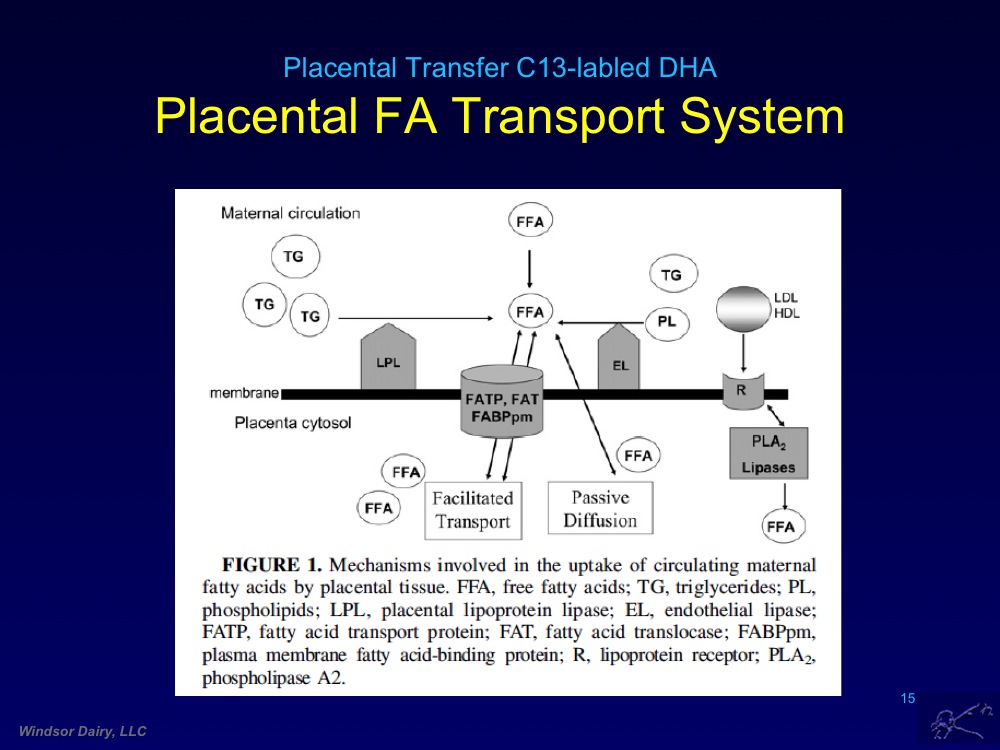 Placental Transfer C13-labled DHA
Placental FA Transport System
Maternal circulation
FFA
TG
TG
TG
TG
FFA
PL
LDL
HDL
LPL
EL
R
membrane
FATP, FAT
FABPpm
Placenta cytosol
PLA₂
Lipases
FFA
FFA
FFA
Facilitated
Transport
Passive
Diffusion
FFA
FIGURE 1. Mechanisms involved in the uptake of circulating maternal
fatty acids by placental tissue. FFA, free fatty acids; TG, triglycerides; PL,
phospholipids; LPL, placental lipoprotein lipase; EL, endothelial lipase;
FATP, fatty acid transport protein; FAT, fatty acid translocase; FABPpm,
plasma membrane fatty acid-binding protein; R, lipoprotein receptor; PLA₂,
phospholipase A2.
15
Windsor Dairy, LLC